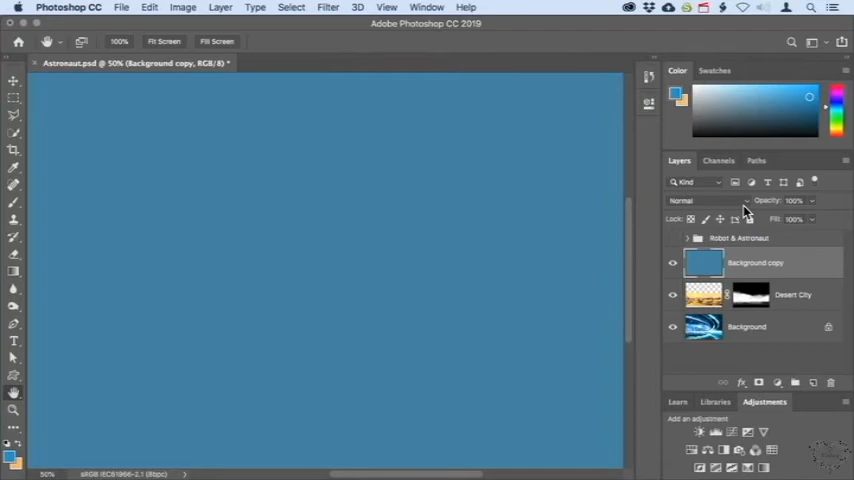 Photoshop CC File Edit Image Layer Type Select Filter 3D View Window Help
Adobe Photoshop CC 2019
100% Fit Screen Fill Screen
Astronaut.psd @ 50% (Background copy, RGB/8) *
Color Swatches
Layers Channels Paths
Kind
Normal Opacity: 100%
Lock: Fill: 100%
Robot & Astronaut
Background copy
Desert City
Background
Learn Libraries Adjustments
Add an adjustment
50% sRGB IEC61966-2.1 (8bpc)